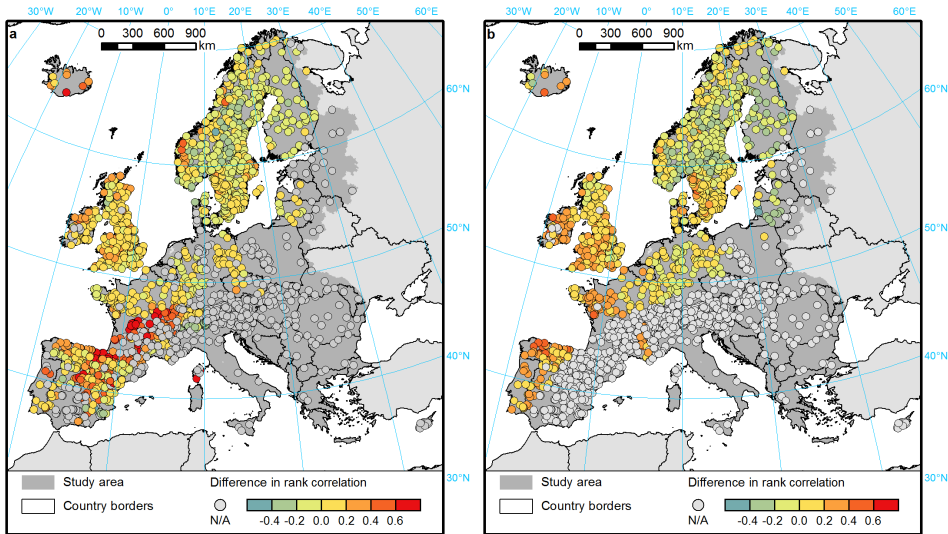 30°W 20°W 10°W 0° 10°E 20°E 30°E 40°E 50°E 60°E 30°W 20°W 10°W 0° 10°E 20°E 30°E 40°E 50°E 60°E
a b
0 300 600 900 km 0 300 600 900 km
60°N 60°N
50°N 50°N
40°N 40°N
30°N 30°N
Study area Difference in rank correlation Study area Difference in rank correlation
Country borders Country borders
N/A -0.4 -0.2 0.0 0.2 0.4 0.6 N/A -0.4 -0.2 0.0 0.2 0.4 0.6